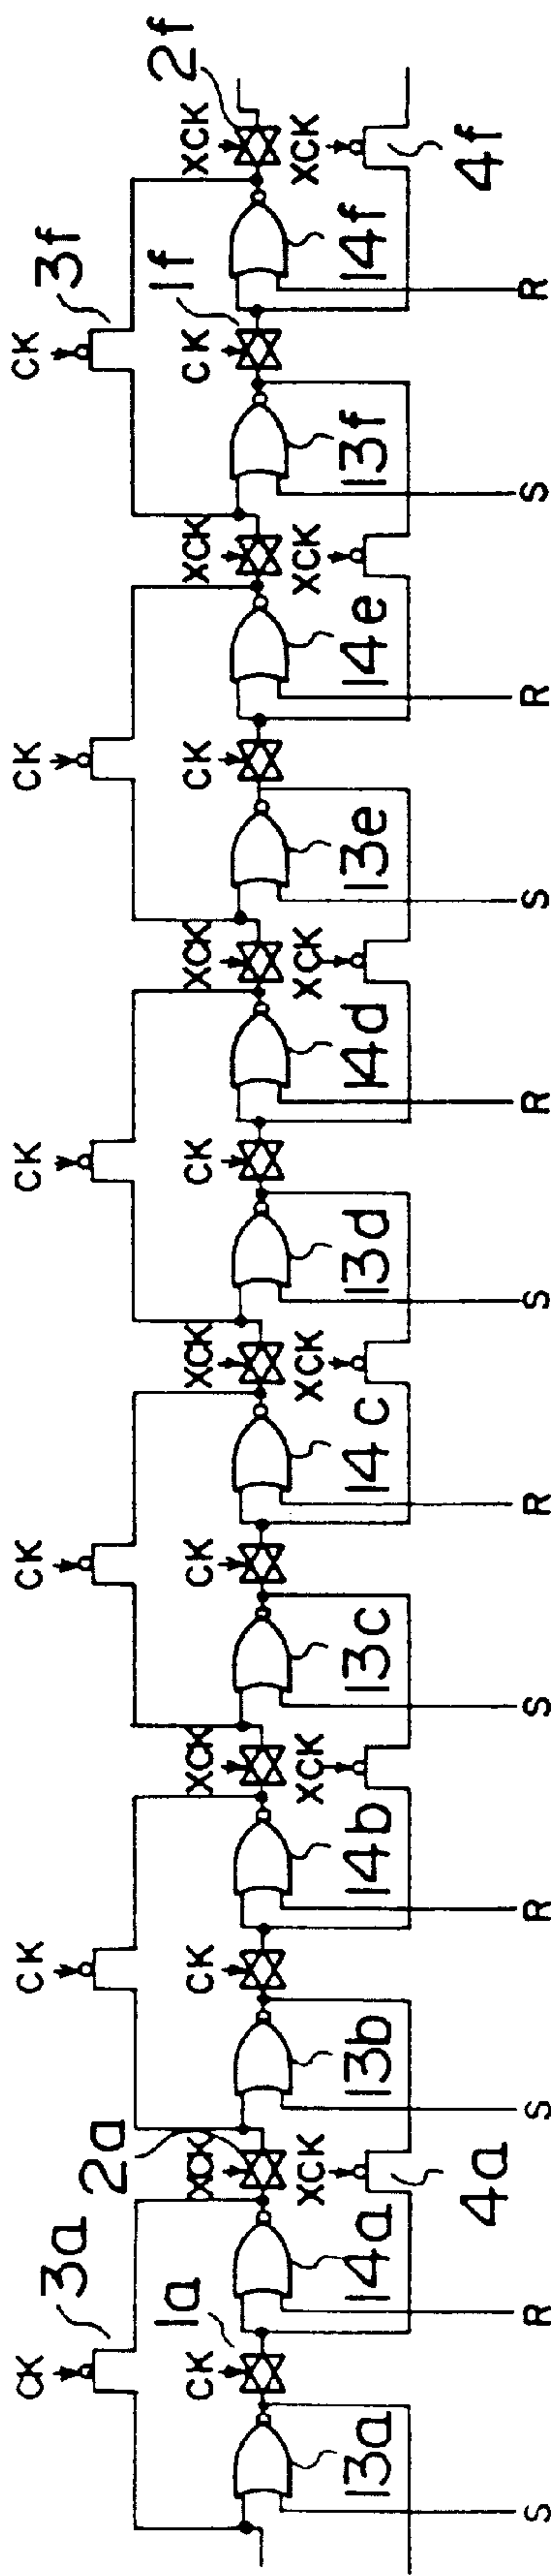 CK CK CK CK CK CK
3a 3f
1a 2a 1f 2f
CK XCK CK XCK CK XCK CK XCK CK XCK CK XCK
XCK XCK XCK XCK XCK XCK
13a 14a 13b 14b 13c 14c 13d 14d 13e 14e 13f 14f
4a 4f
S R S R S R S R S R S R